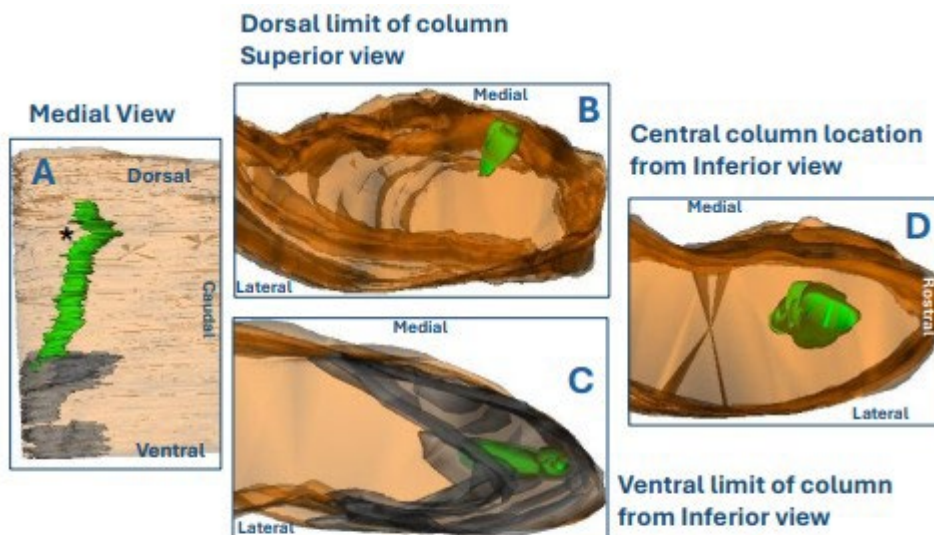 Dorsal limit of column
Superior view
Medial View
Medial
B
Central column location
from Inferior view
A
Dorsal
*
Medial
D
Lateral
Caudal
Rostral
Medial
C
Lateral
Ventral
Lateral
Ventral limit of column
from Inferior view